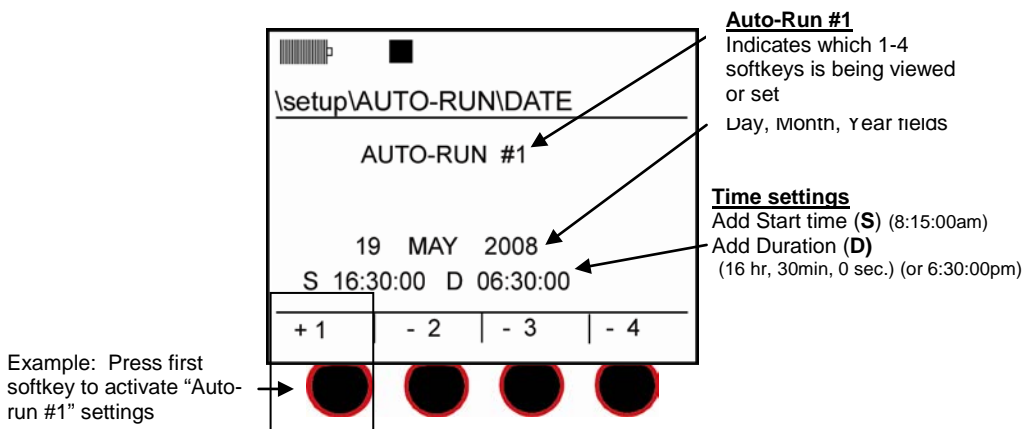 Auto-Run #1
Indicates which 1-4
softkeys is being viewed
or set
Day, Month, Year fields
\setup\AUTO-RUN\DATE
AUTO-RUN #1
19 MAY 2008
S 16:30:00 D 06:30:00
+ 1 - 2 - 3 - 4
Time settings
Add Start time (S) (8:15:00am)
Add Duration (D)
(16 hr, 30min, 0 sec.) (or 6:30:00pm)
Example: Press first
softkey to activate “Auto-
run #1” settings